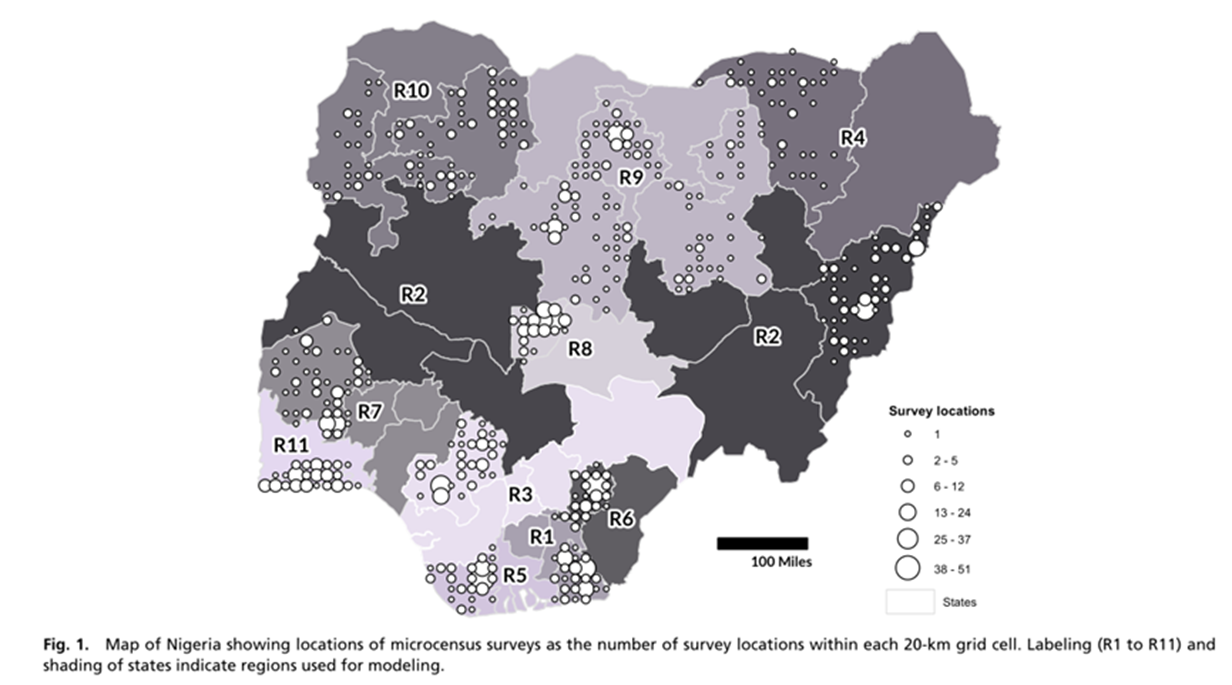 R10
R4
R9
R2
R2
R8
R7
R11
R3
R6
R1
R5
Survey locations
1
2 - 5
6 - 12
13 - 24
25 - 37
38 - 51
States
100 Miles
Fig. 1. Map of Nigeria showing locations of microcensus surveys as the number of survey locations within each 20-km grid cell. Labeling (R1 to R11) and
shading of states indicate regions used for modeling.